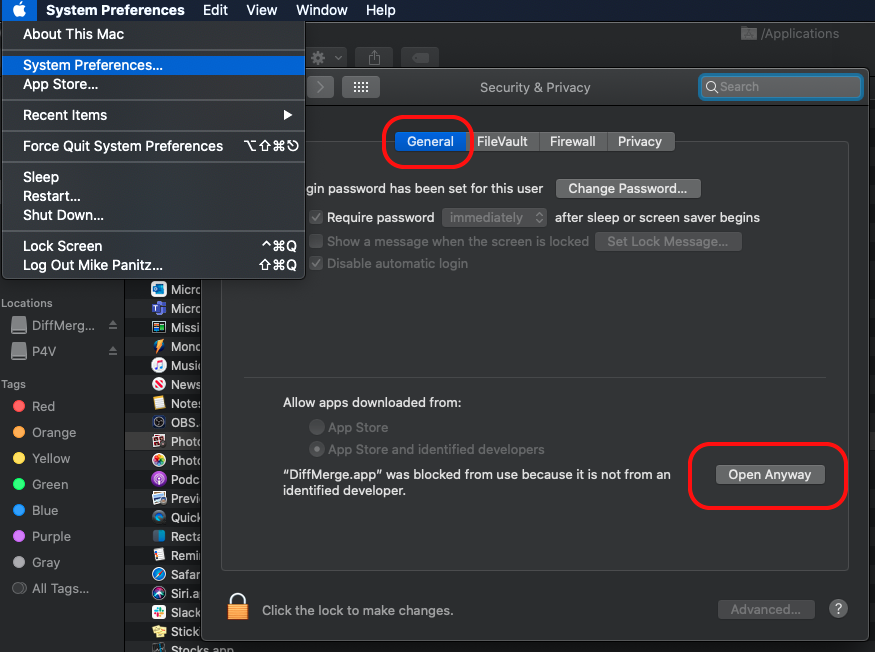 System Preferences Edit View Window Help
About This Mac
System Preferences...
App Store...
Recent Items
Force Quit System Preferences ⌥⇧⌘⎋
Sleep
Restart...
Shut Down...
Lock Screen ^⌘Q
Log Out Mike Panitz... ⇧⌘Q
/Applications
Security & Privacy
Search
General FileVault Firewall Privacy
gin password has been set for this user Change Password...
Require password immediately after sleep or screen saver begins
Show a message when the screen is locked Set Lock Message...
Disable automatic login
Locations
DiffMerge...
P4V
Tags
Red
Orange
Yellow
Green
Blue
Purple
Gray
All Tags...
Micro
Micro
Missi
Mono
Music
News
Notes
OBS.
Photo
Photo
Podc
Previ
Quick
Recta
Remi
Safar
Siri.a
Slack
Stick
Stocks.app
Allow apps downloaded from:
App Store
App Store and identified developers
“DiffMerge.app” was blocked from use because it is not from an
identified developer.
Open Anyway
Click the lock to make changes.
Advanced...
?